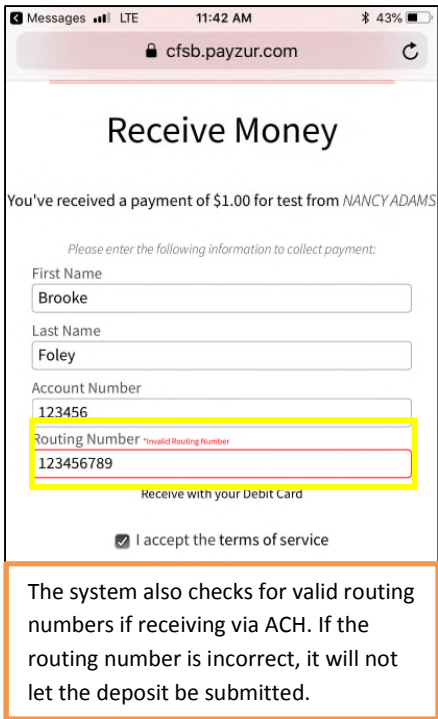 Messages LTE 11:42 AM 43%
cfsb.payzur.com
Receive Money
You've received a payment of $1.00 for test from NANCY ADAMS
Please enter the following information to collect payment:
First Name
Brooke
Last Name
Foley
Account Number
123456
Routing Number *Invalid Routing Number
123456789
Receive with your Debit Card
I accept the terms of service
The system also checks for valid routing
numbers if receiving via ACH. If the
routing number is incorrect, it will not
let the deposit be submitted.